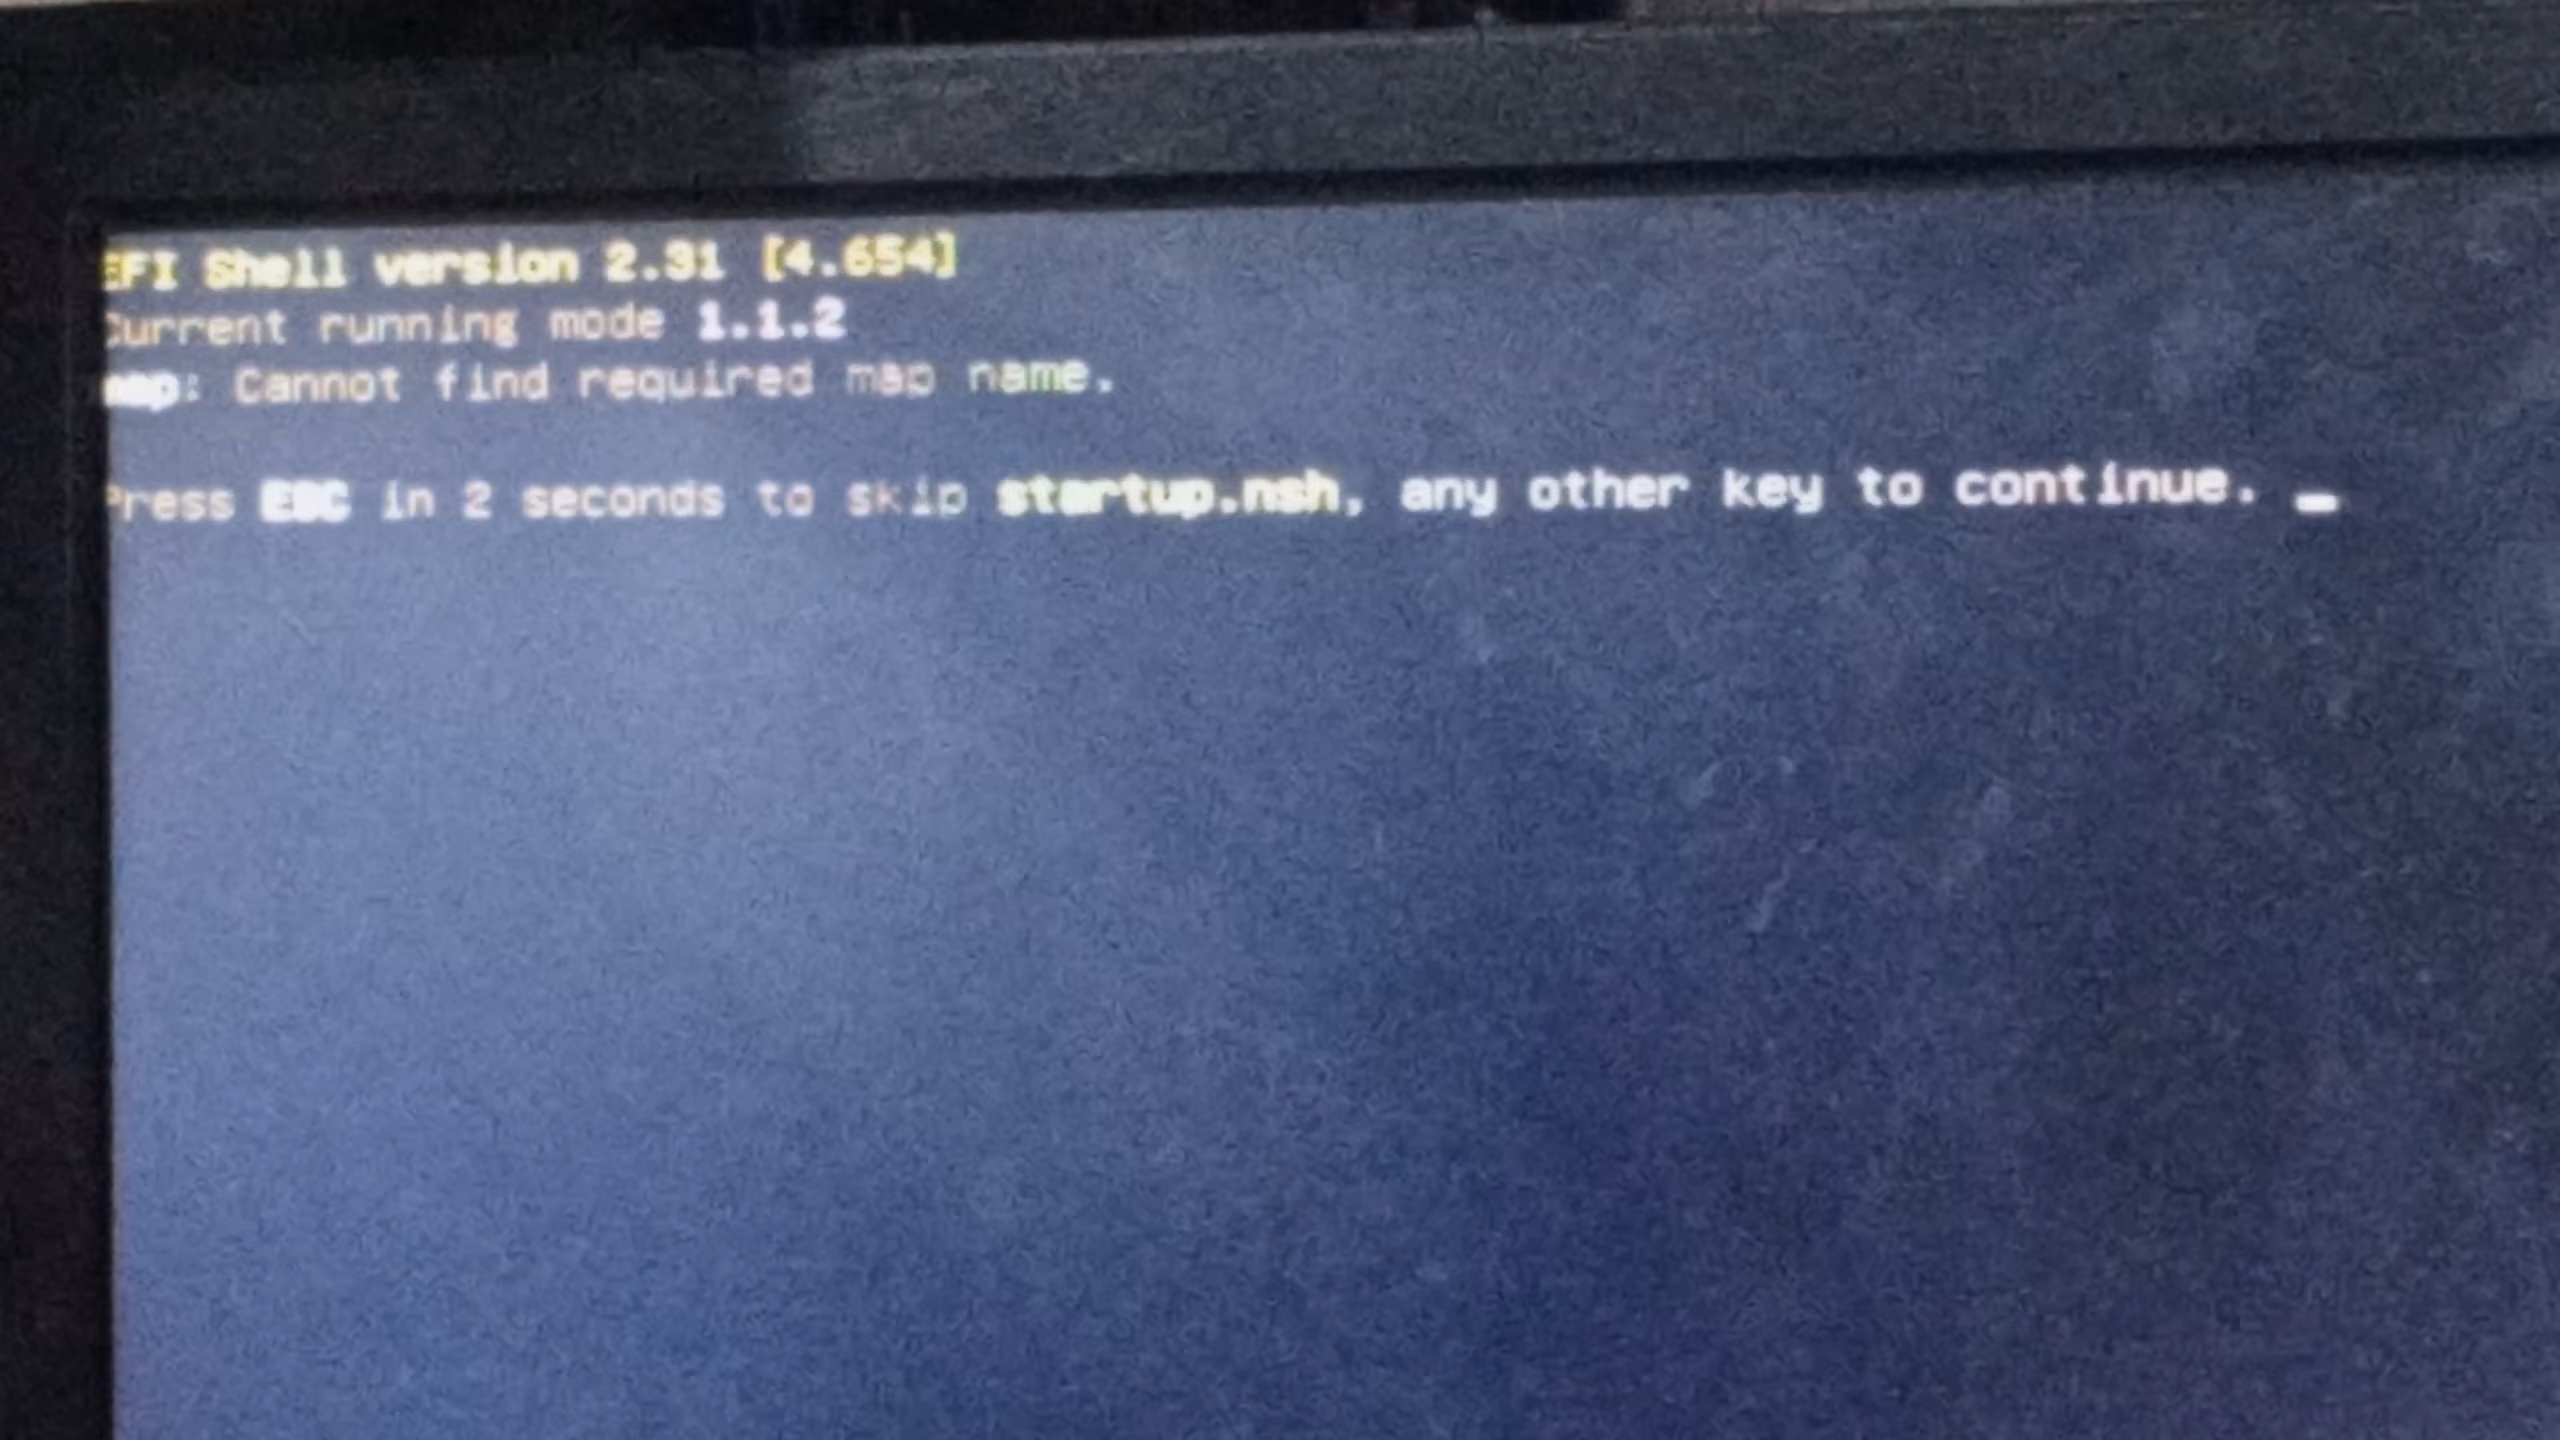 EFI Shell version 2.31 [4.654]
Current running mode 1.1.2
map: Cannot find required map name.
Press ESC in 2 seconds to skip startup.nsh, any other key to continue. _